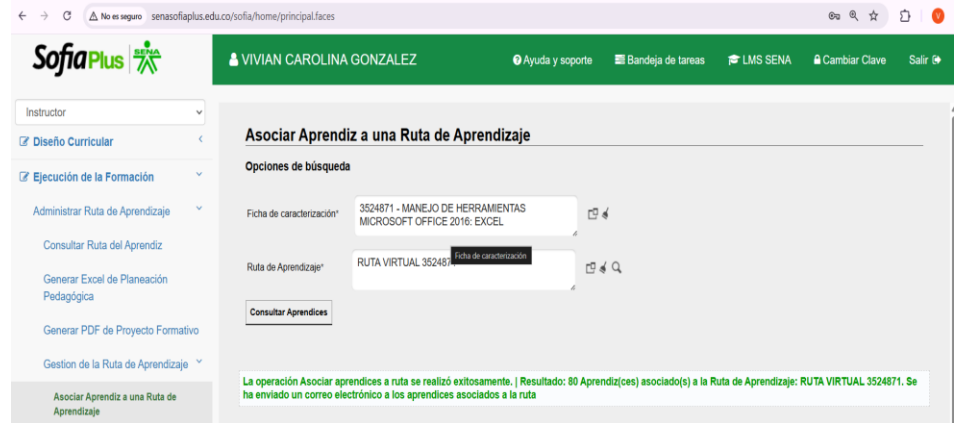 No es seguro senasofiaplus.edu.co/sofia/home/principal.faces
V
SofiaPlus SENA
VIVIAN CAROLINA GONZALEZ Ayuda y soporte Bandeja de tareas LMS SENA Cambiar Clave Salir
Instructor
Diseño Curricular
Ejecución de la Formación
Administrar Ruta de Aprendizaje
Consultar Ruta del Aprendiz
Generar Excel de Planeación
Pedagógica
Generar PDF de Proyecto Formativo
Gestion de la Ruta de Aprendizaje
Asociar Aprendiz a una Ruta de
Aprendizaje
Asociar Aprendiz a una Ruta de Aprendizaje
Opciones de búsqueda
Ficha de caracterización*
3524871 - MANEJO DE HERRAMIENTAS
MICROSOFT OFFICE 2016: EXCEL
Ficha de caracterización
Ruta de Aprendizaje*
RUTA VIRTUAL 352487
Consultar Aprendices
La operación Asociar aprendices a ruta se realizó exitosamente. | Resultado: 80 Aprendiz(ces) asociado(s) a la Ruta de Aprendizaje: RUTA VIRTUAL 3524871. Se
ha enviado un correo electrónico a los aprendices asociados a la ruta